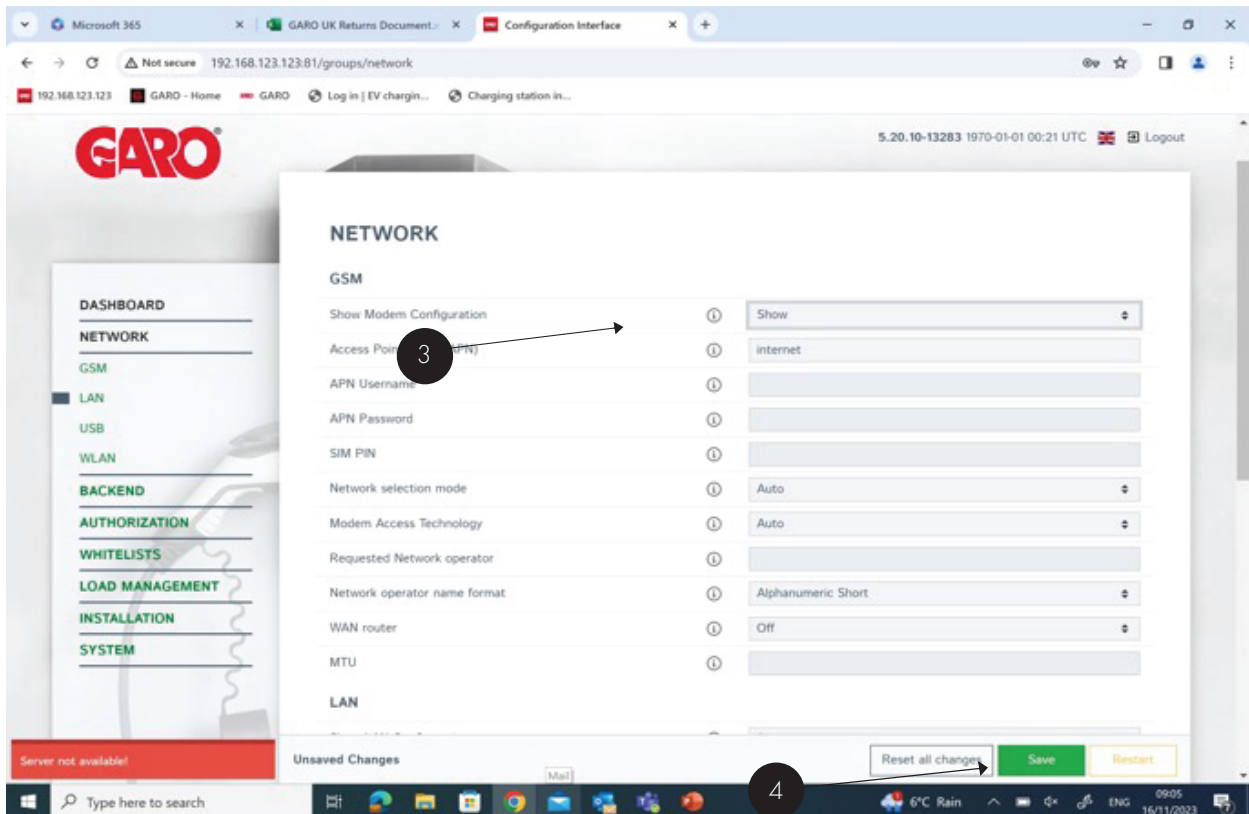 Microsoft 365
GARO UK Returns Document.
Configuration Interface
Not secure 192.168.123.123:81/groups/network
192.168.123.123 GARO - Home GARO Log in | EV chargin... Charging station in...
GARO
5.20.10-13283 1970-01-01 00:21 UTC Logout
NETWORK
GSM
DASHBOARD
NETWORK
GSM
LAN
USB
WLAN
BACKEND
AUTHORIZATION
WHITELISTS
LOAD MANAGEMENT
INSTALLATION
SYSTEM
Show Modem Configuration Show
Access Poin APN) internet
3
APN Username
APN Password
SIM PIN
Network selection mode Auto
Modem Access Technology Auto
Requested Network operator
Network operator name format Alphanumeric Short
WAN router Off
MTU
LAN
Server not available!
Unsaved Changes
Reset all changes Save Restart
Mail
4
Type here to search
6°C Rain ENG 09:05
16/11/2023